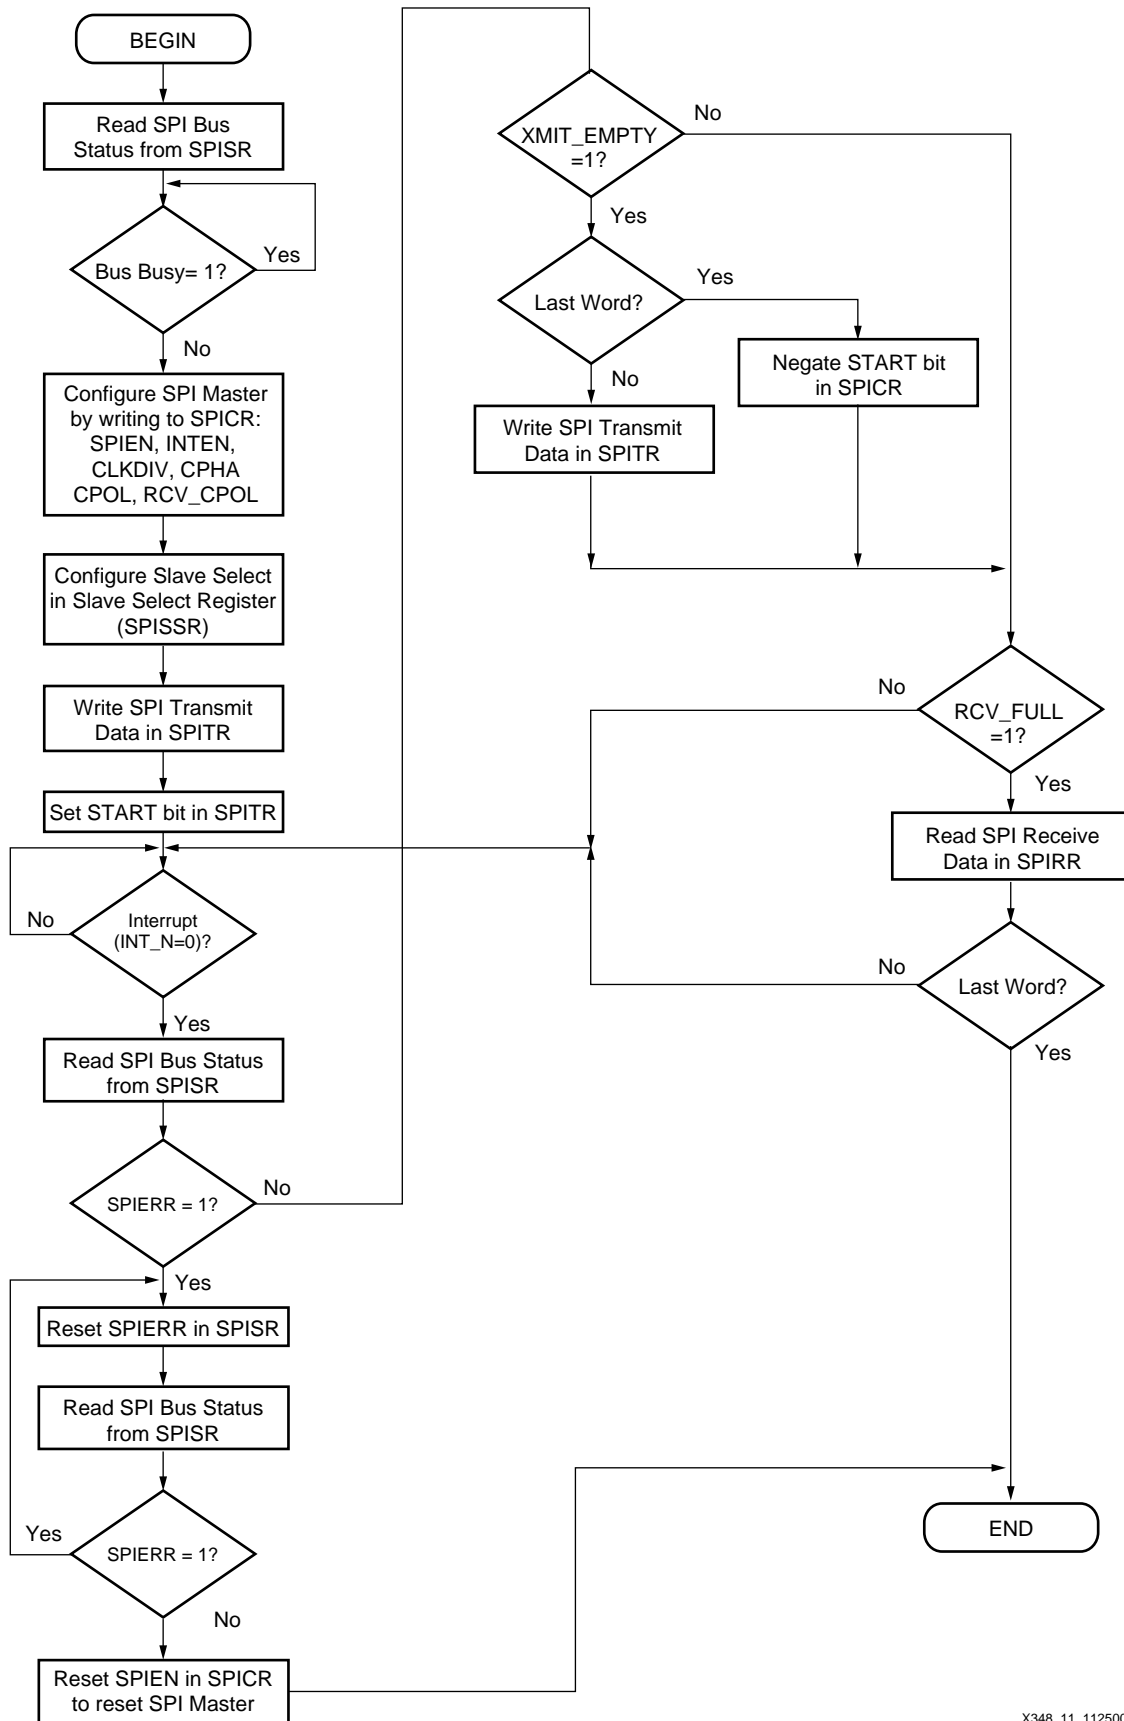 BEGIN
Read SPI Bus
Status from SPISR
Bus Busy= 1?
Yes
No
Configure SPI Master
by writing to SPICR:
SPIEN, INTEN,
CLKDIV, CPHA
CPOL, RCV_CPOL
Configure Slave Select
in Slave Select Register
(SPISSR)
Write SPI Transmit
Data in SPITR
Set START bit in SPITR
No
Interrupt
(INT_N=0)?
Yes
Read SPI Bus Status
from SPISR
SPIERR = 1?
No
Yes
Reset SPIERR in SPISR
Read SPI Bus Status
from SPISR
Yes
SPIERR = 1?
No
Reset SPIEN in SPICR
to reset SPI Master
XMIT_EMPTY
=1?
No
Yes
Last Word?
Yes
No
Negate START bit
in SPICR
Write SPI Transmit
Data in SPITR
No
RCV_FULL
=1?
Yes
Read SPI Receive
Data in SPIRR
No
Last Word?
Yes
END
X348_11_112500